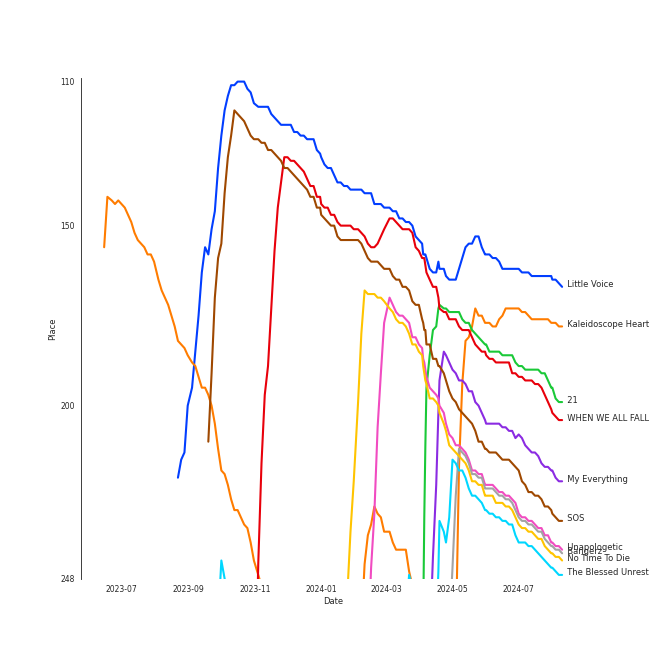 110
150
200
248
Place
2023-07
2023-09
2023-11
2024-01
2024-03
2024-05
2024-07
Date
Little Voice
Kaleidoscope Heart
21
WHEN WE ALL FALL
My Everything
SOS
Unapologetic
No Time To Die
The Blessed Unrest